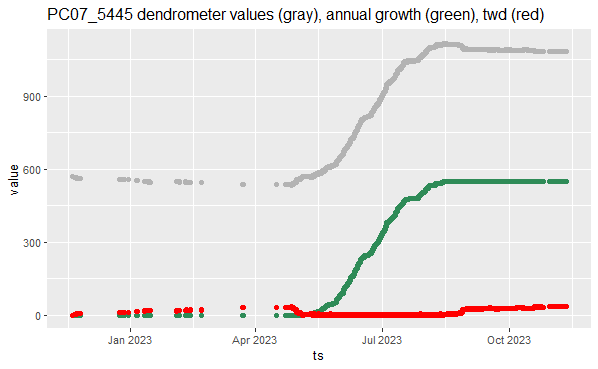 PC07_5445 dendrometer values (gray), annual growth (green), twd (red)
900
600
300
0
value
Jan 2023 Apr 2023 Jul 2023 Oct 2023
ts